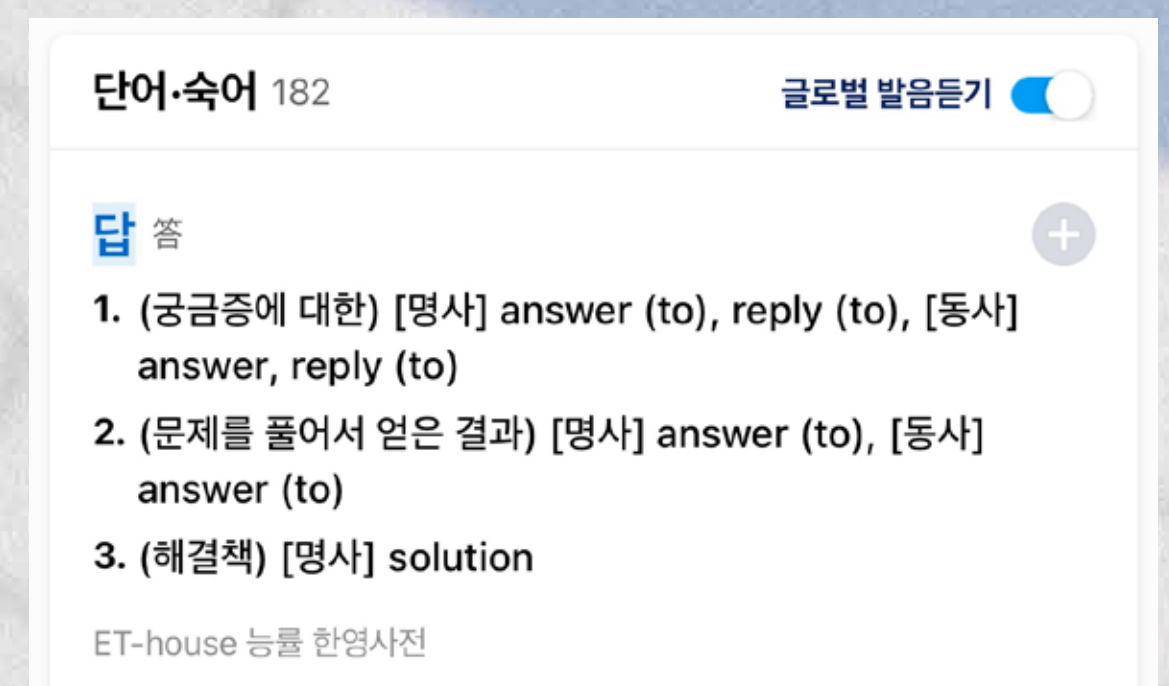 단어·숙어 182
글로벌 발음듣기
답 答
1. (궁금증에 대한) [명사] answer (to), reply (to), [동사]
answer, reply (to)
2. (문제를 풀어서 얻은 결과) [명사] answer (to), [동사]
answer (to)
3. (해결책) [명사] solution
ET-house 능률 한영사전